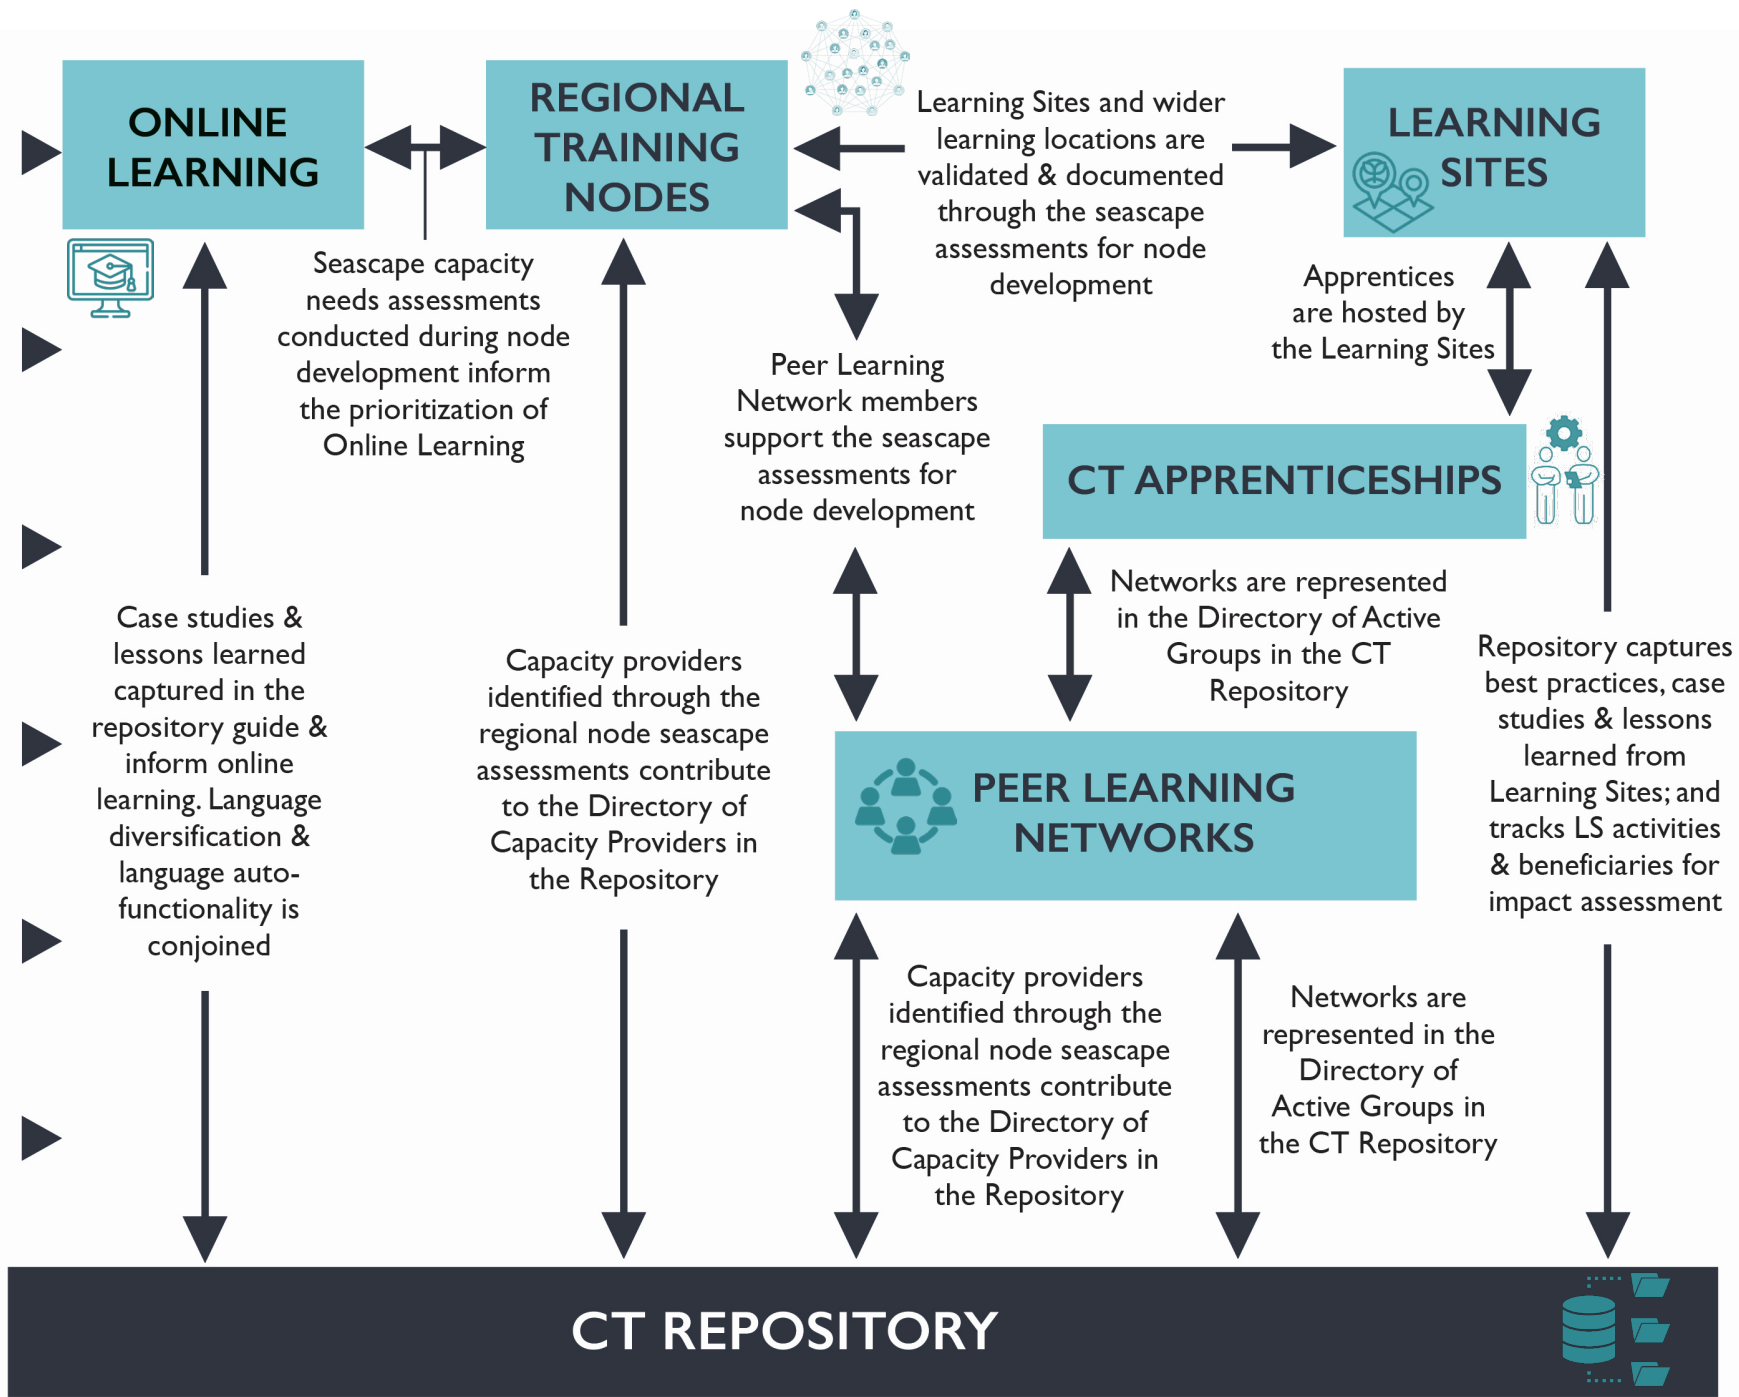 ONLINE
LEARNING
REGIONAL
TRAINING
NODES
Learning Sites and wider
learning locations are
validated & documented
through the seascape
assessments for node
development
LEARNING
SITES
Seascape capacity
needs assessments
conducted during node
development inform
the prioritization of
Online Learning
Peer Learning
Network members
support the seascape
assessments for
node development
Apprentices
are hosted by
the Learning Sites
CT APPRENTICESHIPS
Case studies &
lessons learned
captured in the
repository guide &
inform online
learning. Language
diversification &
language auto-
functionality is
conjoined
Capacity providers
identified through the
regional node seascape
assessments contribute
to the Directory of
Capacity Providers in
the Repository
Networks are represented
in the Directory of Active
Groups in the CT
Repository
Repository captures
best practices, case
studies & lessons
learned from
Learning Sites; and
tracks LS activities
& beneficiaries for
impact assessment
PEER LEARNING
NETWORKS
Capacity providers
identified through the
regional node seascape
assessments contribute
to the Directory of
Capacity Providers in
the Repository
Networks are
represented in the
Directory of
Active Groups in
the CT Repository
CT REPOSITORY